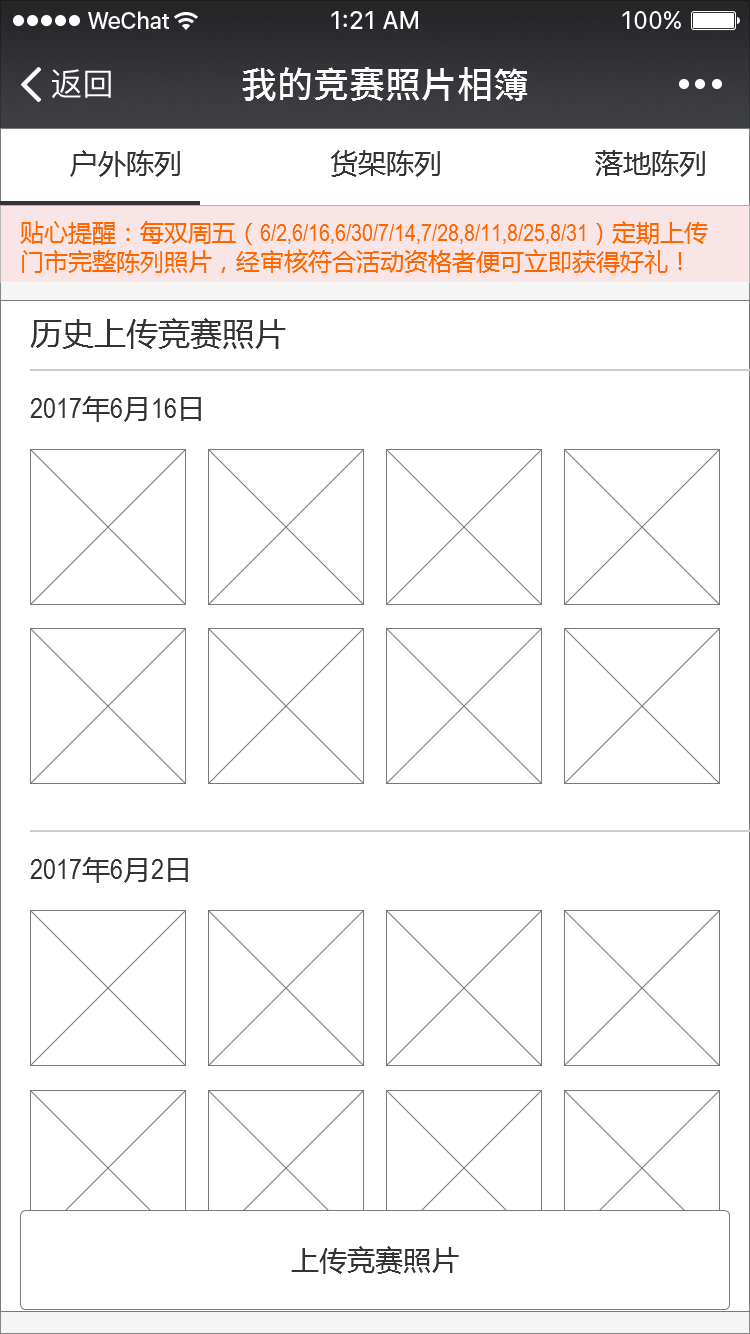 WeChat 1:21 AM 100%
返回 我的竞赛照片相簿
户外陈列 货架陈列 落地陈列
贴心提醒：每双周五（6/2,6/16,6/30/7/14,7/28,8/11,8/25,8/31）定期上传
门市完整陈列照片，经审核符合活动资格者便可立即获得好礼！
历史上传竞赛照片
2017年6月16日
2017年6月2日
上传竞赛照片